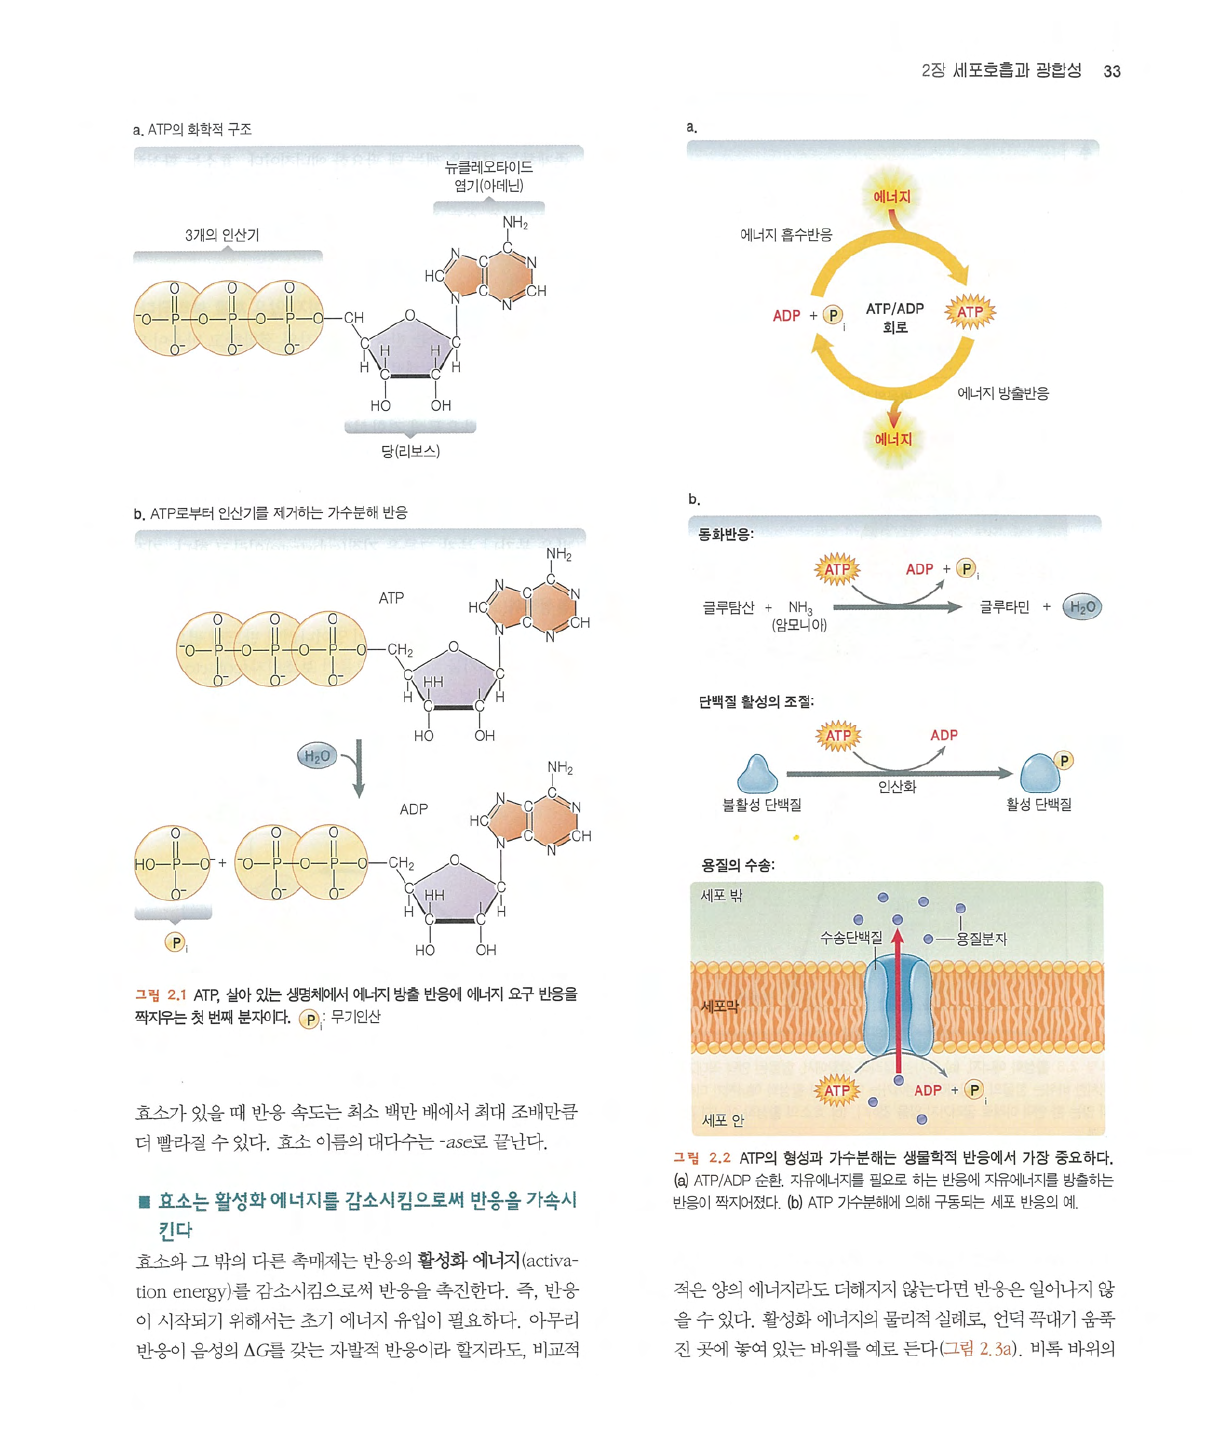 2장 세포호흡과 광합성 33
a. ATP의 화학적 구조
뉴클레오타이드
염기(아데닌)
3개의 인산기
NH₂
N
C
C
N
HC
C
CH
N
N
O
O
O
⁻O—P—O—P—O—P—O—CH
O⁻
O⁻
O⁻
O
C
C
H
H
H
H
C
C
HO
OH
당(리보스)
b. ATP로부터 인산기를 제거하는 가수분해 반응
NH₂
ATP
N
C
C
N
HC
C
CH
N
N
O
O
O
⁻O—P—O—P—O—P—O—CH₂
O⁻
O⁻
O⁻
O
C
C
H
HH
H
C
C
HO
OH
H₂O
NH₂
ADP
N
C
C
N
HC
C
CH
N
N
O
O
O
HO—P—O⁻ + ⁻O—P—O—P—O—CH₂
O⁻
O⁻
O⁻
O
C
C
H
HH
H
C
C
HO
OH
Pᵢ
그림 2.1 ATP, 살아 있는 생명체에서 에너지 방출 반응에 에너지 요구 반응을
짝지우는 첫 번째 분자이다. Pᵢ: 무기인산
효소가 있을 때 반응 속도는 최소 백만 배에서 최대 조배만큼
더 빨라질 수 있다. 효소 이름의 대다수는 -ase로 끝난다.
■ 효소는 활성화 에너지를 감소시킴으로써 반응을 가속시
킨다
효소와 그 밖의 다른 촉매제는 반응의 활성화 에너지(activa-
tion energy)를 감소시킴으로써 반응을 촉진한다. 즉, 반응
이 시작되기 위해서는 초기 에너지 유입이 필요하다. 아무리
반응이 음성의 ΔG를 갖는 자발적 반응이라 할지라도, 비교적
a.
에너지
에너지 흡수반응
ADP + Pᵢ
ATP/ADP
회로
ATP
에너지 방출반응
에너지
b.
동화반응:
ATP
ADP + Pᵢ
글루탐산 + NH₃
글루타민 + H₂O
(암모니아)
단백질 활성의 조절:
ATP
ADP
P
인산화
불활성 단백질
활성 단백질
용질의 수송:
세포 밖
수송단백질
용질분자
세포막
ATP
ADP + Pᵢ
세포 안
그림 2.2 ATP의 형성과 가수분해는 생물학적 반응에서 가장 중요하다.
(a) ATP/ADP 순환. 자유에너지를 필요로 하는 반응에 자유에너지를 방출하는
반응이 짝지어졌다. (b) ATP 가수분해에 의해 구동되는 세포 반응의 예.
적은 양의 에너지라도 더해지지 않는다면 반응은 일어나지 않
을 수 있다. 활성화 에너지의 물리적 실례로, 언덕 꼭대기 움푹
진 곳에 놓여 있는 바위를 예로 든다(그림 2.3a). 비록 바위의